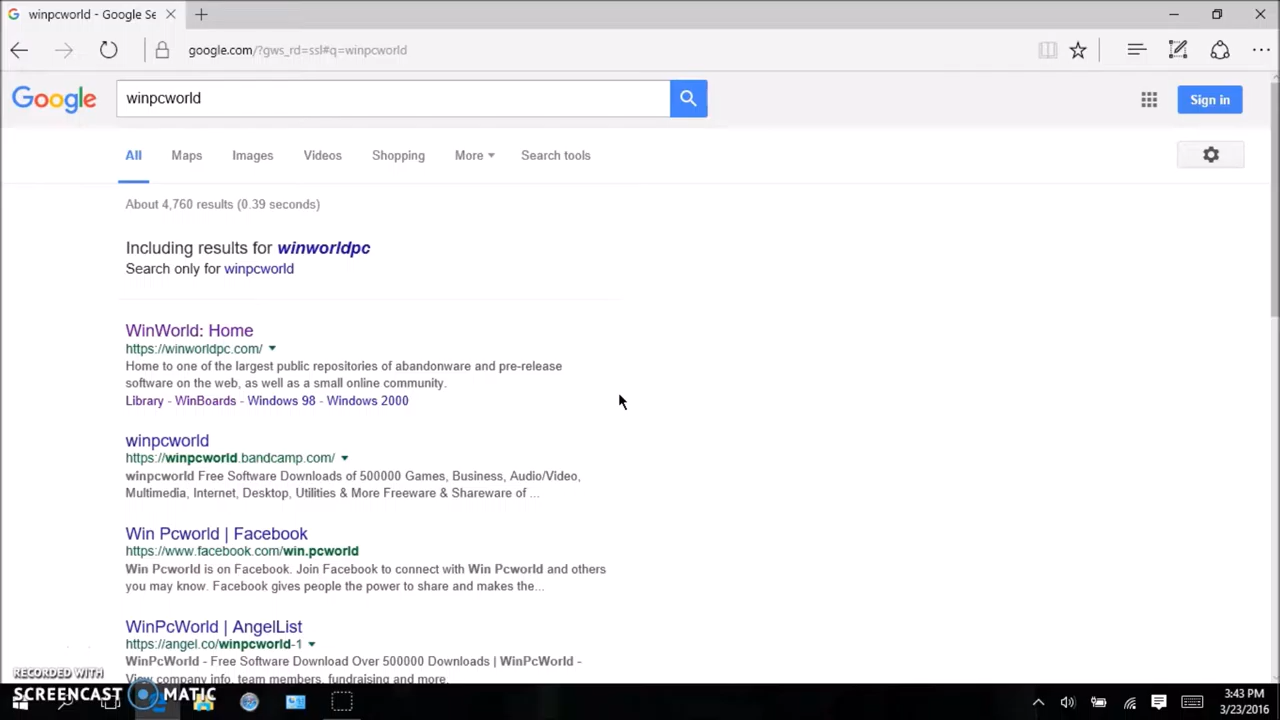 winpcworld - Google Se
google.com/?gws_rd=ssl#q=winpcworld
Google
winpcworld
Sign in
All Maps Images Videos Shopping More Search tools
About 4,760 results (0.39 seconds)
Including results for winworldpc
Search only for winpcworld
WinWorld: Home
https://winworldpc.com/
Home to one of the largest public repositories of abandonware and pre-release
software on the web, as well as a small online community.
Library - WinBoards - Windows 98 - Windows 2000
winpcworld
https://winpcworld.bandcamp.com/
winpcworld Free Software Downloads of 500000 Games, Business, Audio/Video,
Multimedia, Internet, Desktop, Utilities & More Freeware & Shareware of ...
Win Pcworld | Facebook
https://www.facebook.com/win.pcworld
Win Pcworld is on Facebook. Join Facebook to connect with Win Pcworld and others
you may know. Facebook gives people the power to share and makes the...
WinPcWorld | AngelList
https://angel.co/winpcworld-1
WinPcWorld - Free Software Download Over 500000 Downloads | WinPcWorld -
View company info, team members, fundraising and more.
RECORDED WITH
SCREENCAST MATIC
3:43 PM
3/23/2016